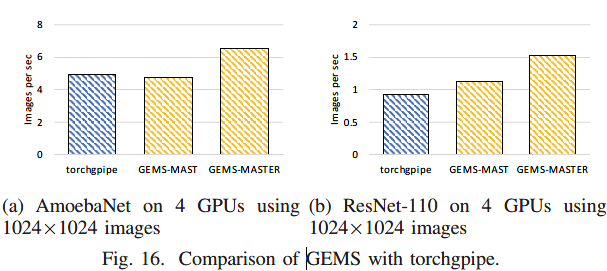 8
6
4
2
0
Images per sec
torchgpipe GEMS-MAST GEMS-MASTER
2
1.5
1
0.5
0
Images per sec
torchgpipe GEMS-MAST GEMS-MASTER
(a) AmoebaNet on 4 GPUs using
1024×1024 images
(b) ResNet-110 on 4 GPUs using
1024×1024 images
Fig. 16. Comparison of GEMS with torchgpipe.